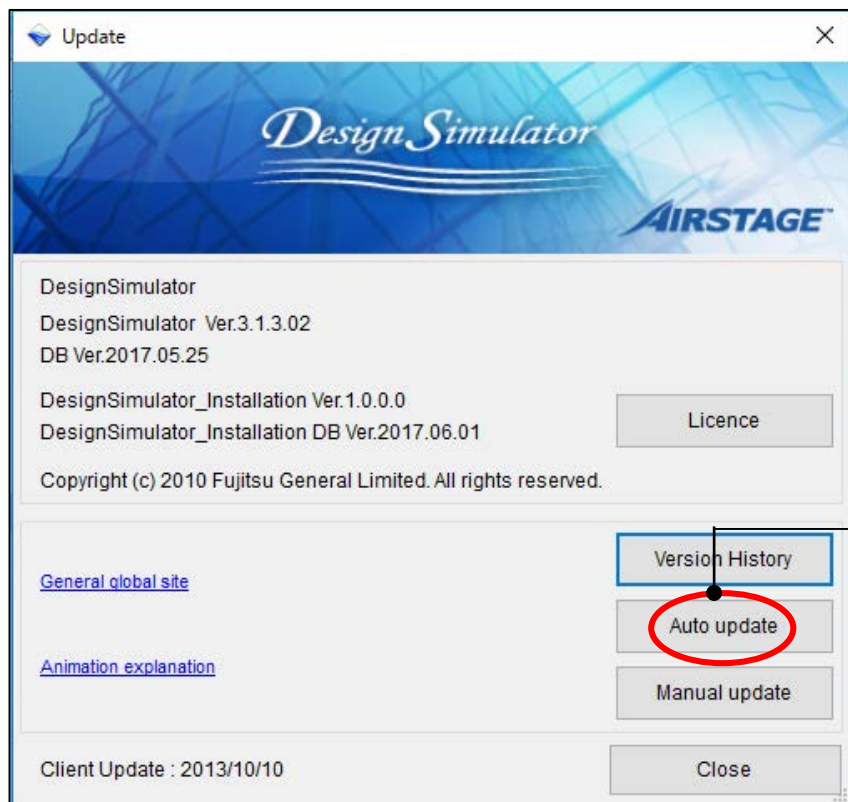 Update
Design Simulator
AIRSTAGE™
DesignSimulator
DesignSimulator Ver.3.1.3.02
DB Ver.2017.05.25
DesignSimulator_Installation Ver.1.0.0.0
DesignSimulator_Installation DB Ver.2017.06.01
Licence
Copyright (c) 2010 Fujitsu General Limited. All rights reserved.
Version History
General global site
Auto update
Animation explanation
Manual update
Client Update : 2013/10/10
Close